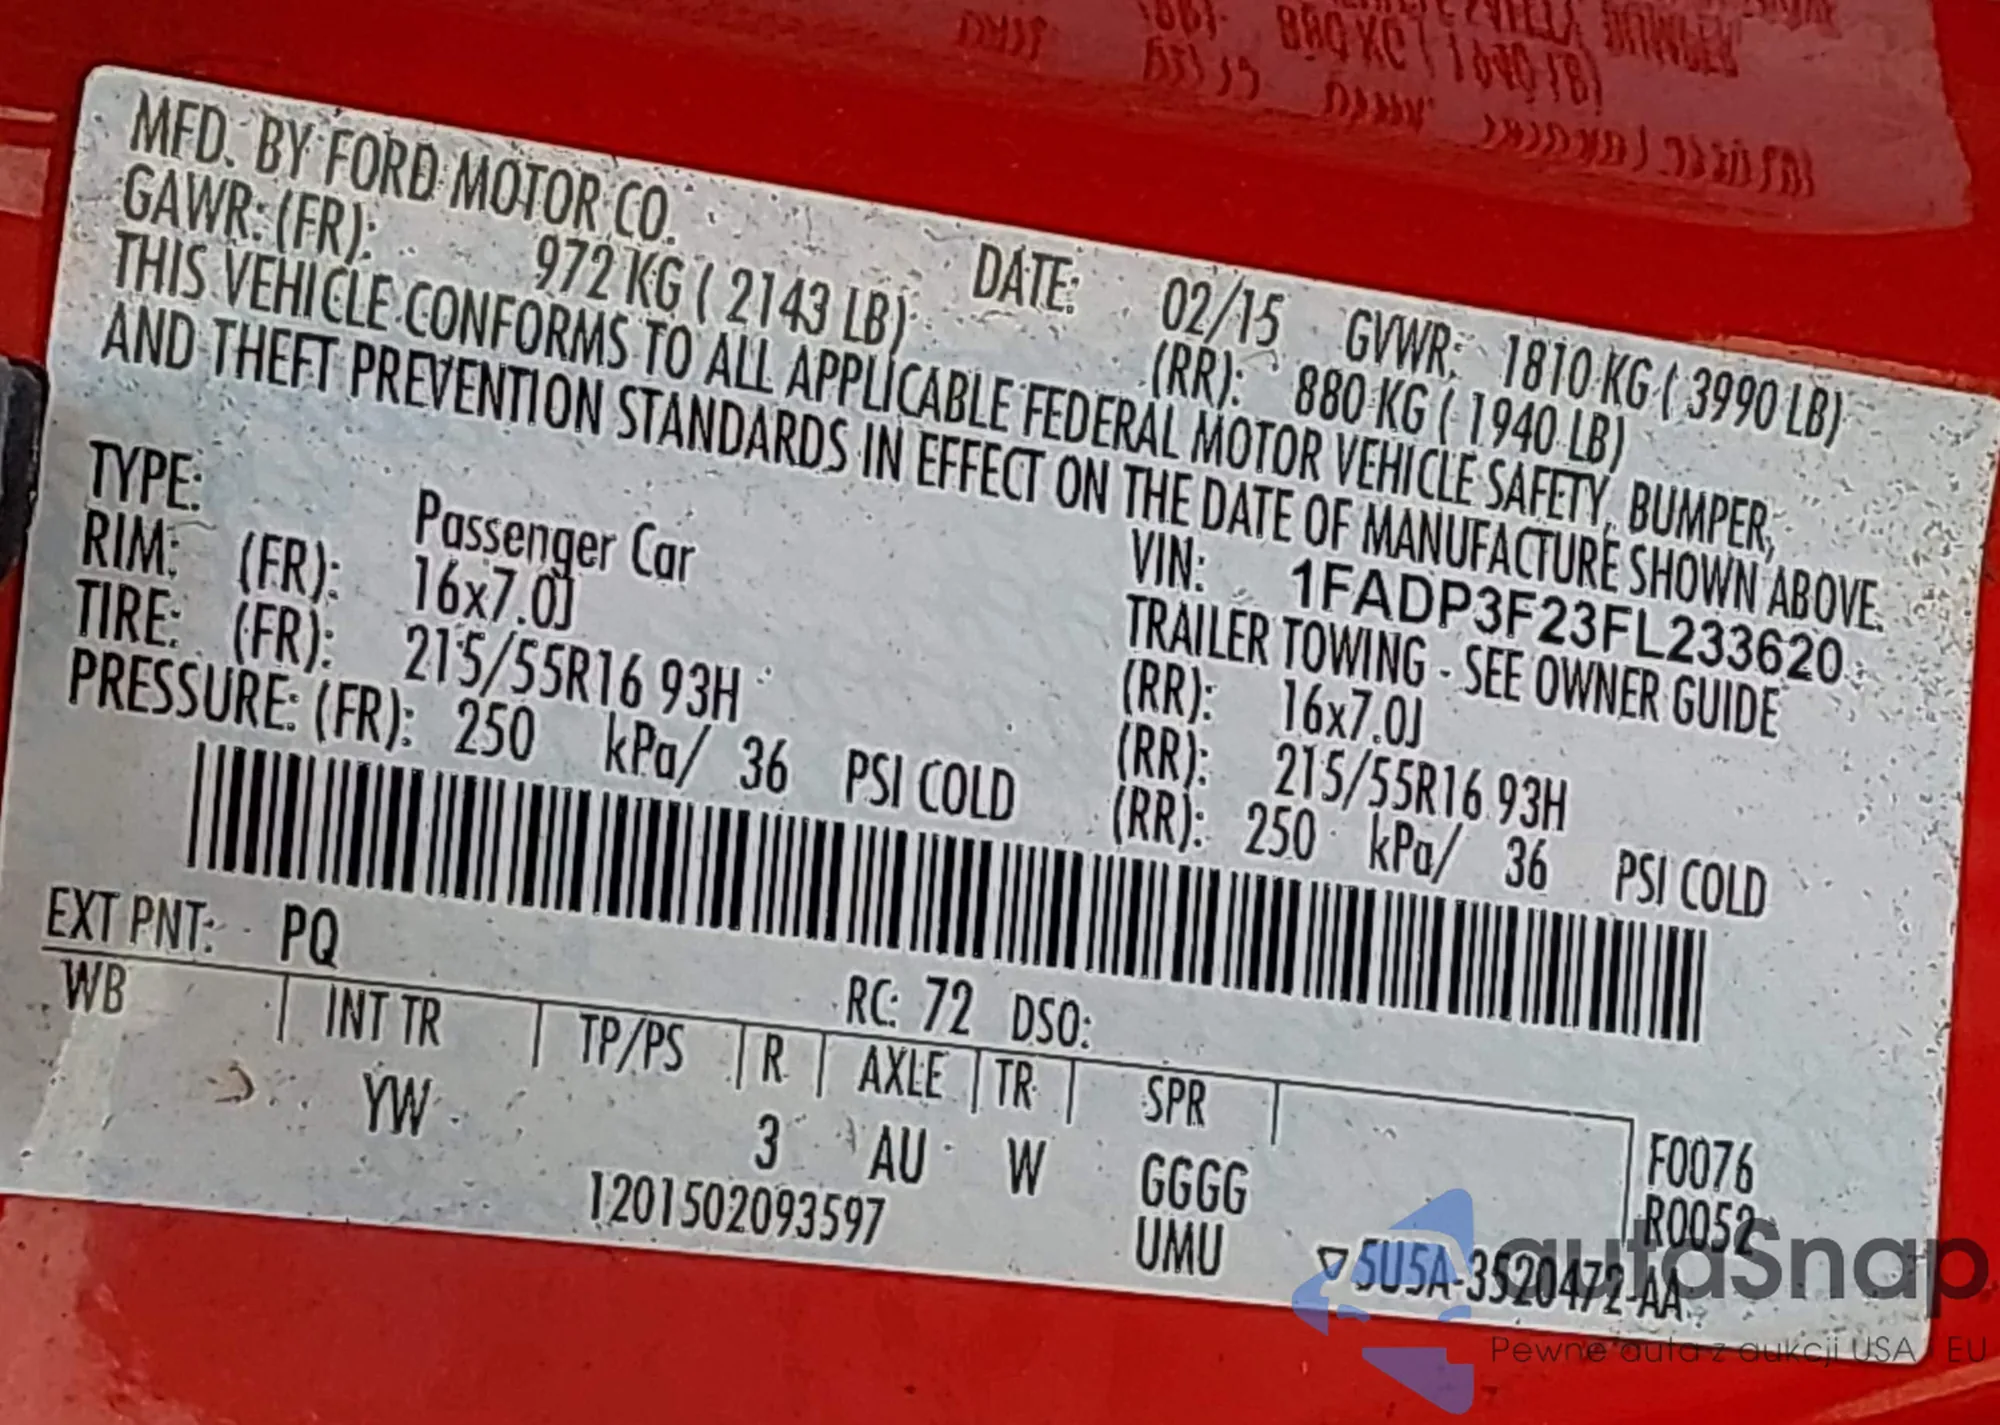 MFD. BY FORD MOTOR CO. DATE: 02/15 GVWR: 1810 KG ( 3990 LB)
GAWR: (FR): 972 KG ( 2143 LB) (RR): 880 KG ( 1940 LB)
THIS VEHICLE CONFORMS TO ALL APPLICABLE FEDERAL MOTOR VEHICLE SAFETY, BUMPER,
AND THEFT PREVENTION STANDARDS IN EFFECT ON THE DATE OF MANUFACTURE SHOWN ABOVE.
VIN: 1FADP3F23FL233620
TYPE: Passenger Car TRAILER TOWING - SEE OWNER GUIDE
RIM: (FR): 16x7.0J (RR): 16x7.0J
TIRE: (FR): 215/55R16 93H (RR): 215/55R16 93H
PRESSURE: (FR): 250 kPa/ 36 PSI COLD (RR): 250 kPa/ 36 PSI COLD
EXT PNT: PQ RC: 72 DSO:
WB INT TR TP/PS R AXLE TR SPR
YW 3 AU W GGGG F0076
1201502093597 UMU R0052
5U5A-3520472-AA
autaSnap
Pewne auta z aukcji USA / EU